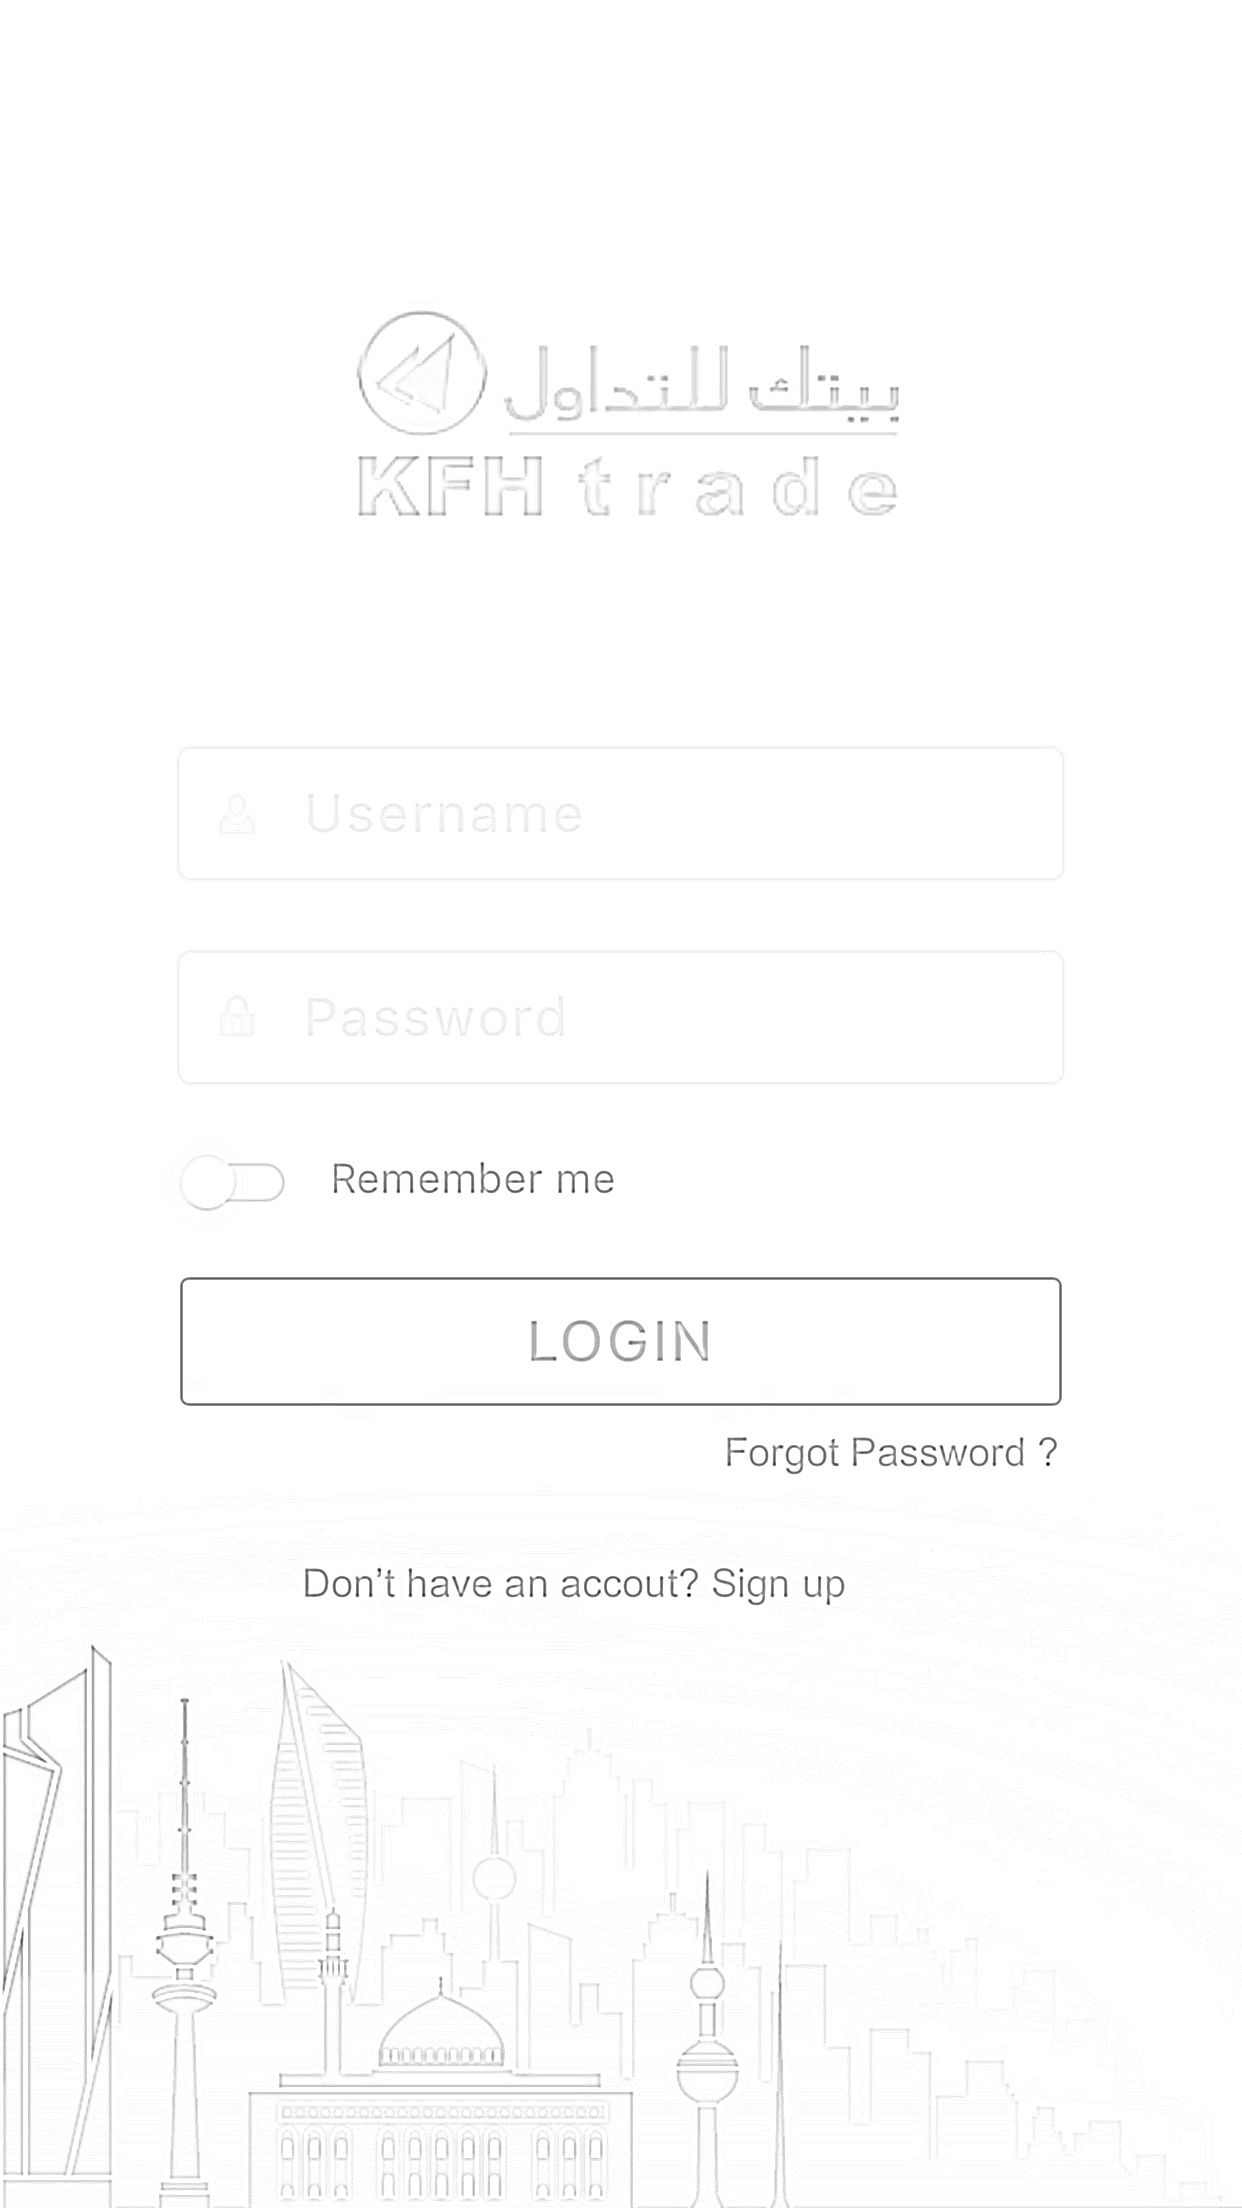 بيتك للتداول
KFH trade
Username
Password
Remember me
LOGIN
Forgot Password ?
Don’t have an accout? Sign up